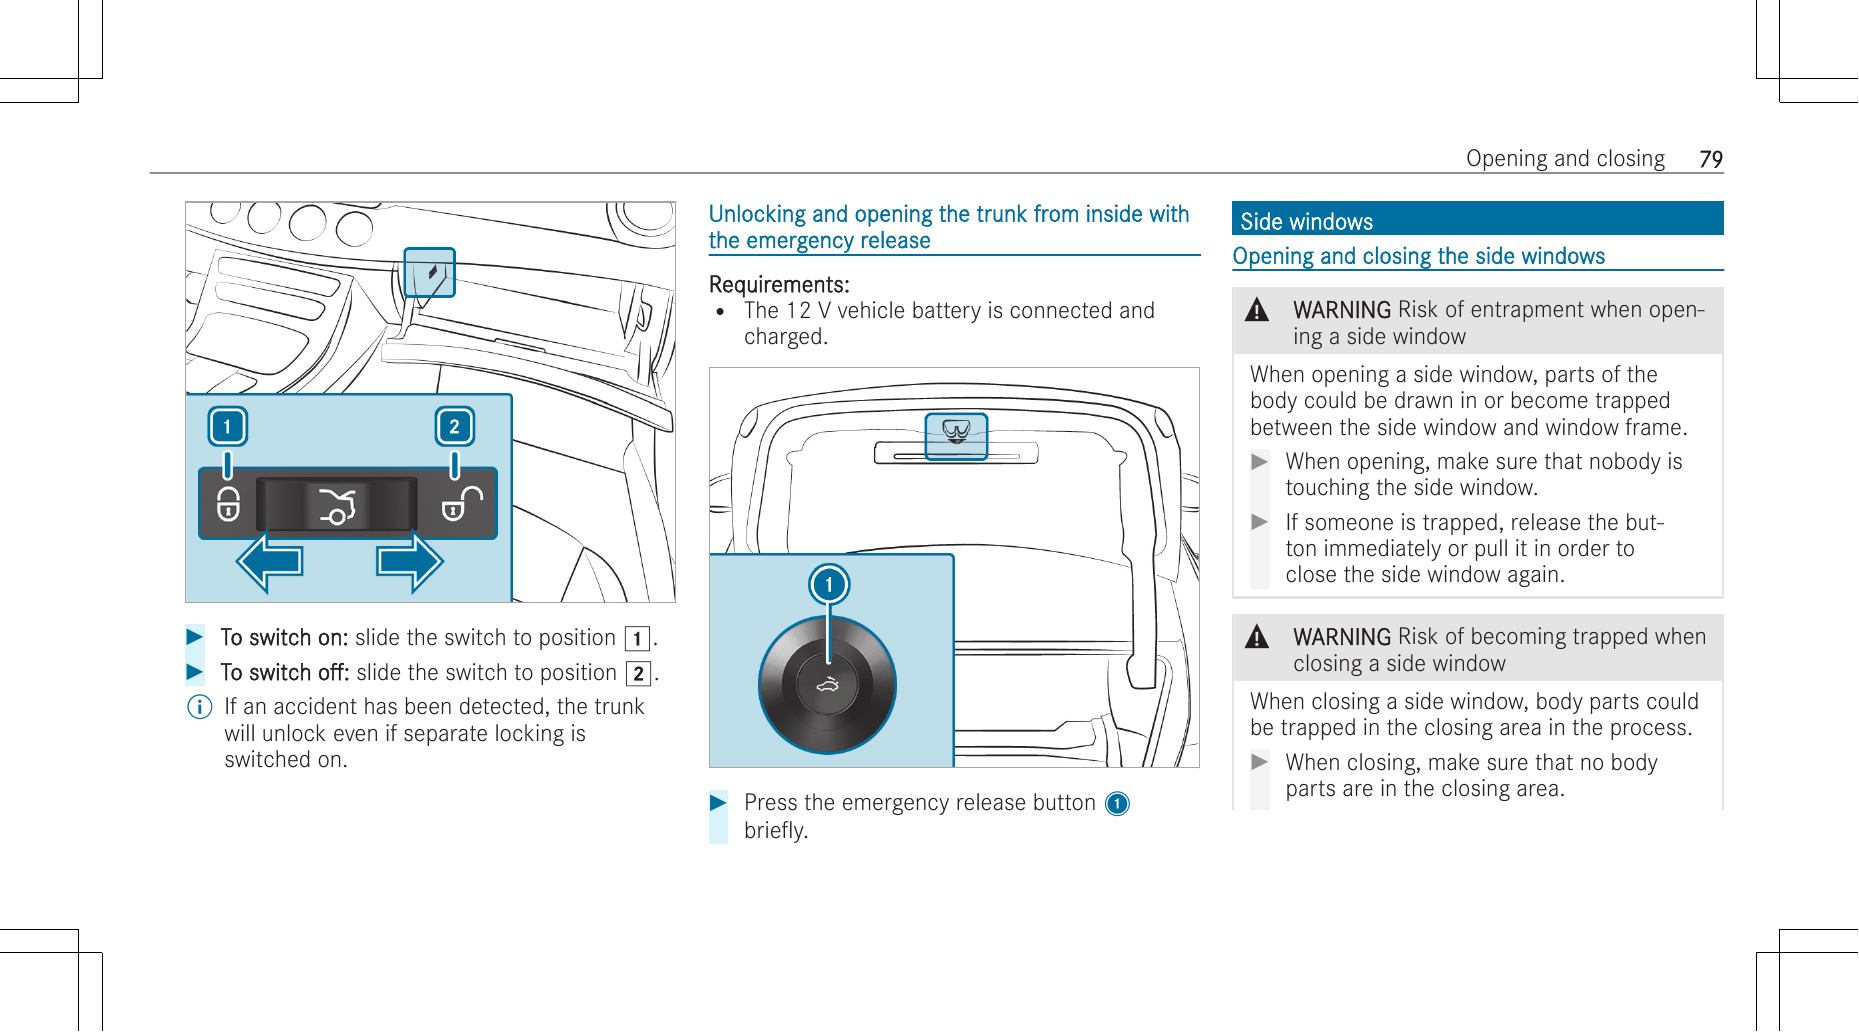 Opening and closing 79
1
2
To switch on: slide the switch to position 1.
To switch off: slide the switch to position 2.
If an accident has been detected, the trunk
will unlock even if separate locking is
switched on.
Unlocking and opening the trunk from inside with
the emergency release
Requirements:
• The 12 V vehicle battery is connected and
charged.
1
Press the emergency release button 1
briefly.
Side windows
Opening and closing the side windows
WARNING Risk of entrapment when open-
ing a side window
When opening a side window, parts of the
body could be drawn in or become trapped
between the side window and window frame.
When opening, make sure that nobody is
touching the side window.
If someone is trapped, release the but-
ton immediately or pull it in order to
close the side window again.
WARNING Risk of becoming trapped when
closing a side window
When closing a side window, body parts could
be trapped in the closing area in the process.
When closing, make sure that no body
parts are in the closing area.